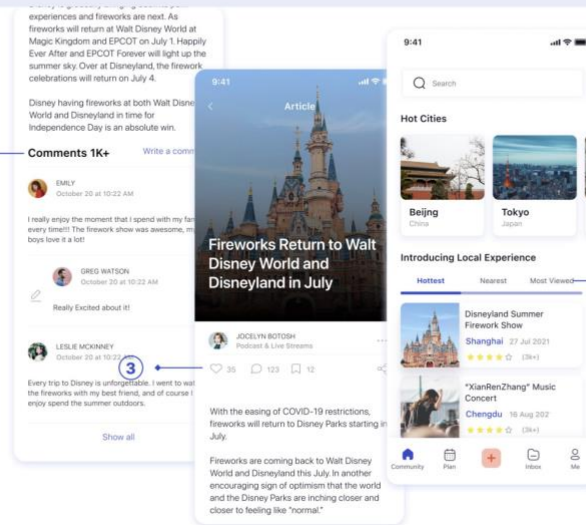 experiences and fireworks are next. As
fireworks will return at Walt Disney World at
Magic Kingdom and EPCOT on July 1. Happily
Ever After and EPCOT Forever will light up the
summer sky. Over at Disneyland, the firework
celebrations will return on July 4.
Disney having fireworks at both Walt Disne
World and Disneyland in time for
Independence Day is an absolute win.
Comments 1K+
Write a comm
EMILY
October 20 at 10:22 AM
I really enjoy the moment that I spend with my fam
every time!!! The firework show was awesome, my
boys love it a lot!
GREG WATSON
October 20 at 10:22 AM
Really Excited about it!
LESLIE MCKINNEY
October 20 at 10:22 AM
Every trip to Disney is unforgettable. I went to wat
the fireworks with my best friend, and of course I
enjoy spend the summer outdoors.
Show all
3
9:41
Article
Fireworks Return to Walt
Disney World and
Disneyland in July
JOCELYN BOTOSH
Podcast & Live Streams
35
123
12
With the easing of COVID-19 restrictions,
fireworks will return to Disney Parks starting in
July.
Fireworks are coming back to Walt Disney
World and Disneyland this July. In another
encouraging sign of optimism that the world
and the Disney Parks are inching closer and
closer to feeling like "normal."
9:41
Search
Hot Cities
Beijng
China
Tokyo
Japan
Introducing Local Experience
Hottest
Nearest
Most Viewed
Disneyland Summer
Firework Show
Shanghai 27 Jul 2021
(3k+)
"XianRenZhang" Music
Concert
Chengdu 16 Aug 202
(3k+)
Community
Plan
Inbox
Me